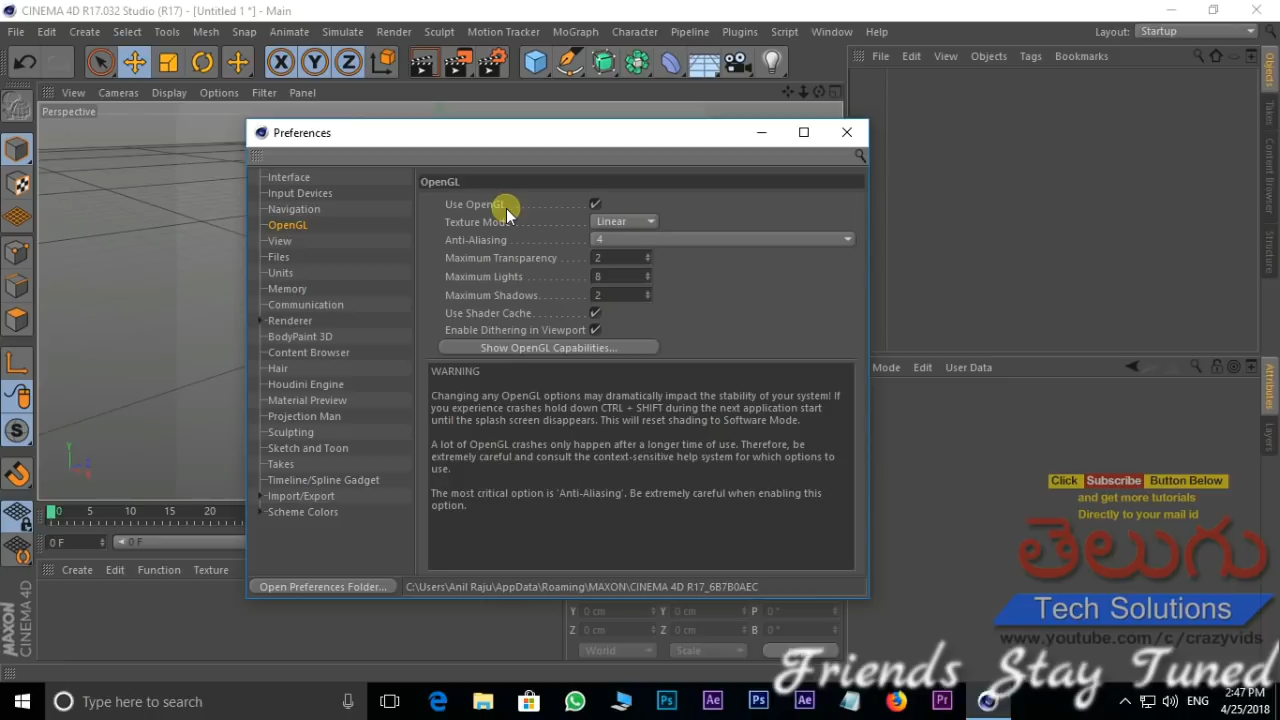 CINEMA 4D R17.032 Studio (R17) - [Untitled 1 *] - Main
File Edit Create Select Tools Mesh Snap Animate Simulate Render Sculpt Motion Tracker MoGraph Character Pipeline Plugins Script Window Help Layout: Startup
File Edit View Objects Tags Bookmarks
View Cameras Display Options Filter Panel
Perspective
Objects
Takes
Content Browser
Structure
Preferences
Interface
Input Devices
Navigation
OpenGL
View
Files
Units
Memory
Communication
Renderer
BodyPaint 3D
Content Browser
Hair
Houdini Engine
Material Preview
Projection Man
Sculpting
Sketch and Toon
Takes
Timeline/Spline Gadget
Import/Export
Scheme Colors
OpenGL
Use OpenGL
Texture Mode Linear
Anti-Aliasing 4
Maximum Transparency 2
Maximum Lights 8
Maximum Shadows 2
Use Shader Cache
Enable Dithering in Viewport
Show OpenGL Capabilities...
WARNING
Changing any OpenGL options may dramatically impact the stability of your system! If
you experience crashes hold down CTRL + SHIFT during the next application start
until the splash screen disappears. This will reset shading to Software Mode.
A lot of OpenGL crashes only happen after a longer time of use. Therefore, be
extremely careful and consult the context-sensitive help system for which options to
use.
The most critical option is 'Anti-Aliasing'. Be extremely careful when enabling this
option.
Open Preferences Folder... C:\Users\Anil Raju\AppData\Roaming\MAXON\CINEMA 4D R17_6B7B0AEC
Mode Edit User Data
Attributes
Layers
Y
X
0 5 10 15 20
0 F 0 F
Create Edit Function Texture
Y 0 cm Y 0 cm P 0 °
Z 0 cm Z 0 cm B 0 °
World Scale
MAXON
CINEMA 4D
Click Subscribe Button Below
and get more tutorials
Directly to your mail id
తెలుగు
Tech Solutions
www.youtube.com/c/crazyvids
Friends Stay Tuned
Type here to search
ENG
2:47 PM
4/25/2018